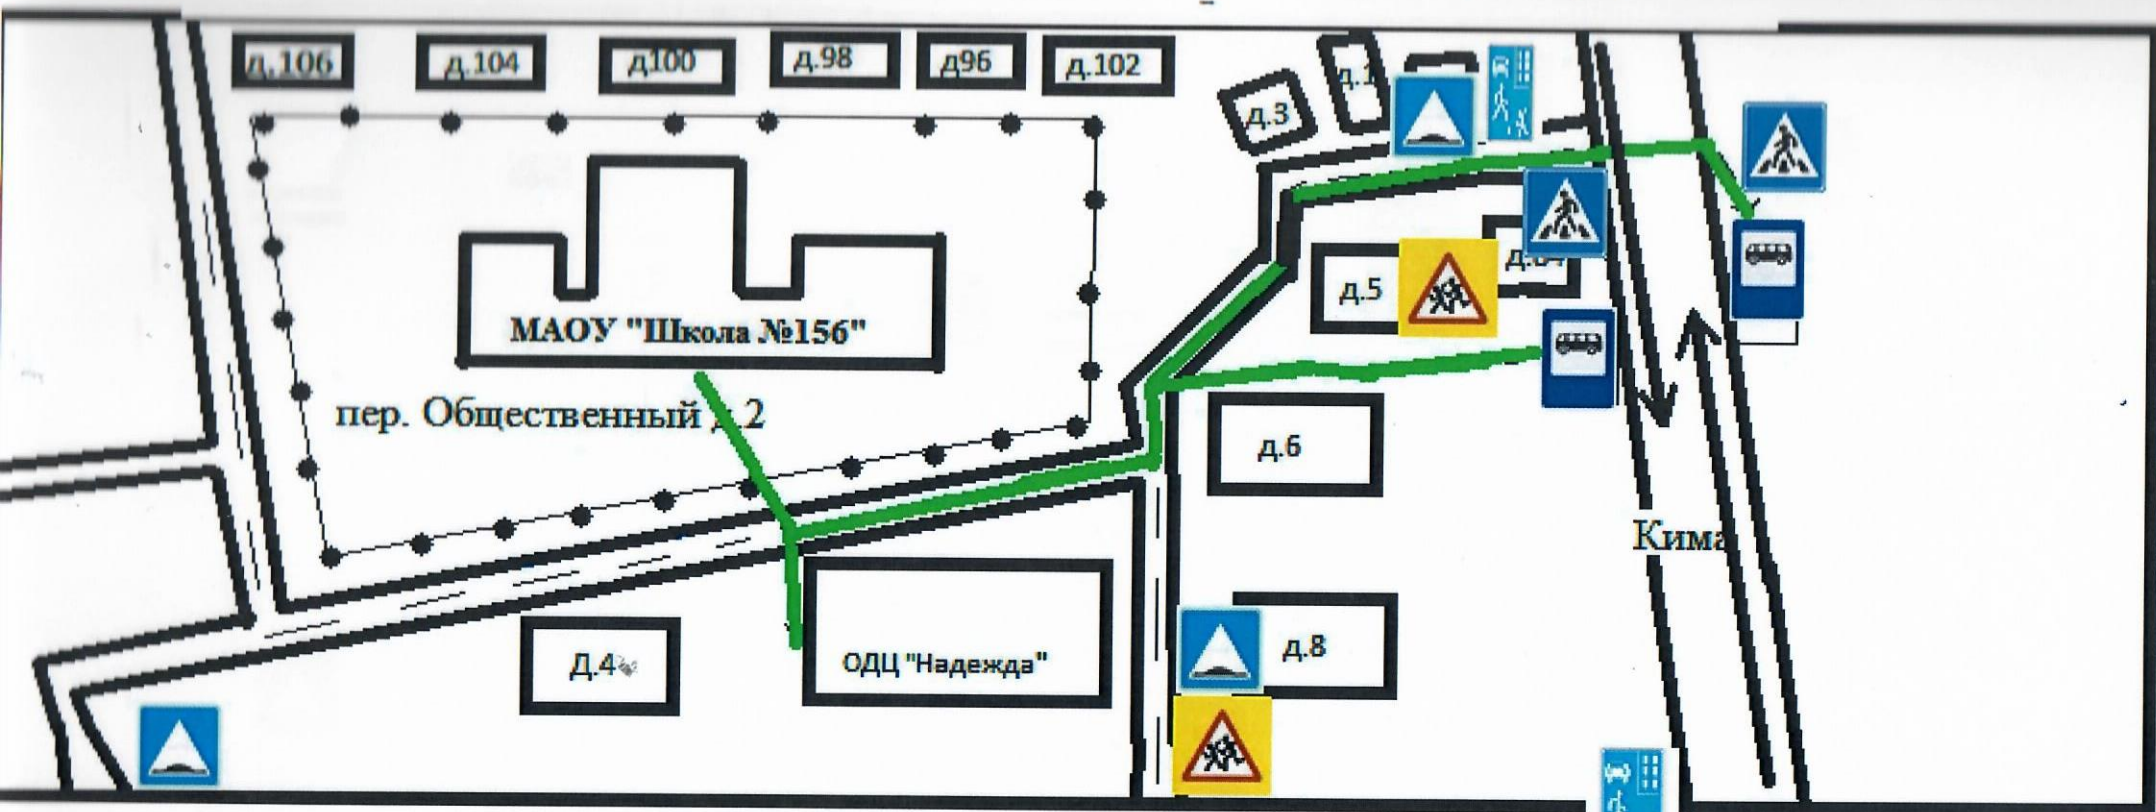 д.106
д.104
д100
д.98
д96
д.102
д.1
д.3
д.5
МАОУ "Школа №156"
пер. Общественный д.2
д.6
Кима
Д.4
ОДЦ "Надежда"
д.8